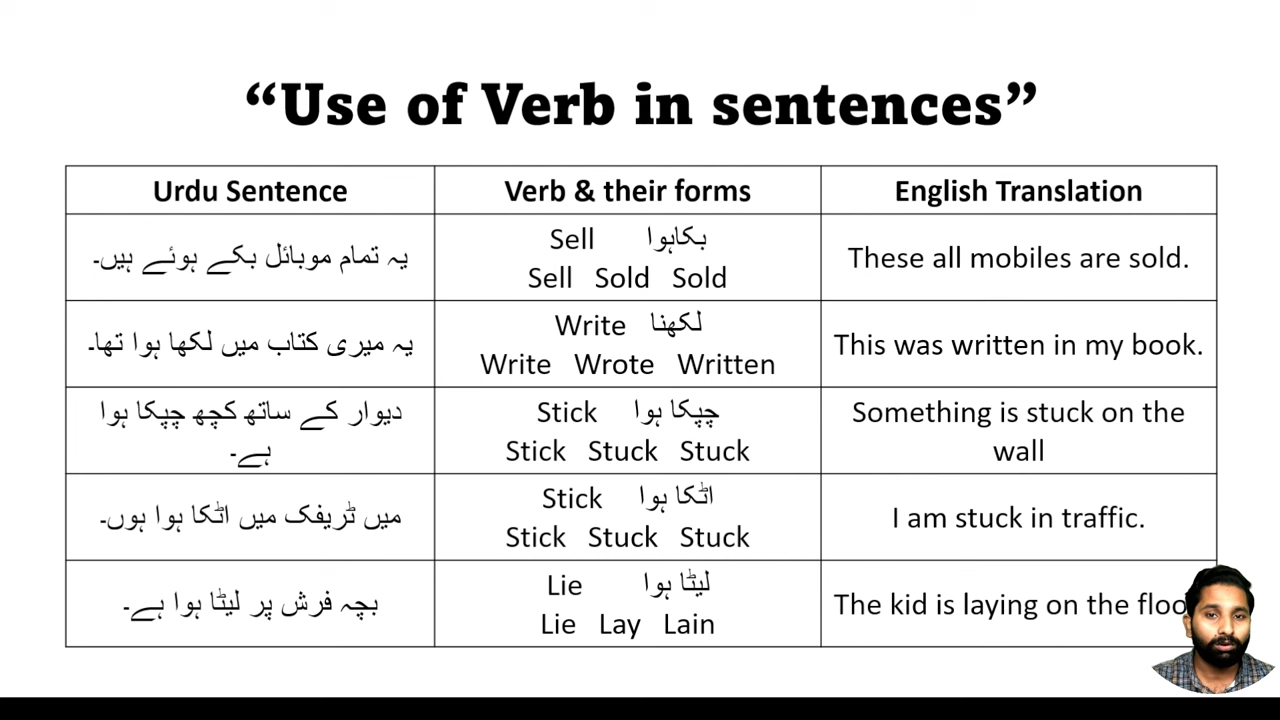 “Use of Verb in sentences”
Urdu Sentence
Verb & their forms
English Translation
یہ تمام موبائل بکے ہوئے ہیں۔
Sell بکاہوا
Sell Sold Sold
These all mobiles are sold.
یہ میری کتاب میں لکھا ہوا تھا۔
Write لکھنا
Write Wrote Written
This was written in my book.
دیوار کے ساتھ کچھ چپکا ہوا
ہے۔
Stick چپکا ہوا
Stick Stuck Stuck
Something is stuck on the
wall
میں ٹریفک میں اٹکا ہوا ہوں۔
Stick اٹکا ہوا
Stick Stuck Stuck
I am stuck in traffic.
بچہ فرش پر لیٹا ہوا ہے۔
Lie لیٹا ہوا
Lie Lay Lain
The kid is laying on the